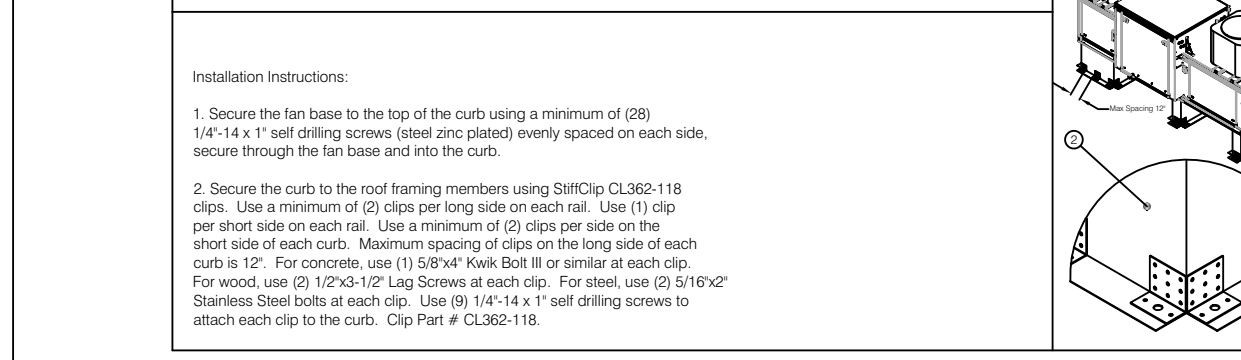 Installation Instructions:
1. Secure the fan base to the top of the curb using a minimum of (28)
1/4"-14 x 1" self drilling screws (steel zinc plated) evenly spaced on each side,
secure through the fan base and into the curb.
2. Secure the curb to the roof framing members using StiffClip CL362-118
clips.  Use a minimum of (2) clips per long side on each rail.  Use (1) clip
per short side on each rail.  Use a minimum of (2) clips per side on the
short side of each curb.  Maximum spacing of clips on the long side of each
curb is 12".  For concrete, use (1) 5/8"x4" Kwik Bolt III or similar at each clip.
For wood, use (2) 1/2"x3-1/2" Lag Screws at each clip.  For steel, use (2) 5/16"x2"
Stainless Steel bolts at each clip.  Use (9) 1/4"-14 x 1" self drilling screws to
attach each clip to the curb.  Clip Part # CL362-118.
Max Spacing 12"
2